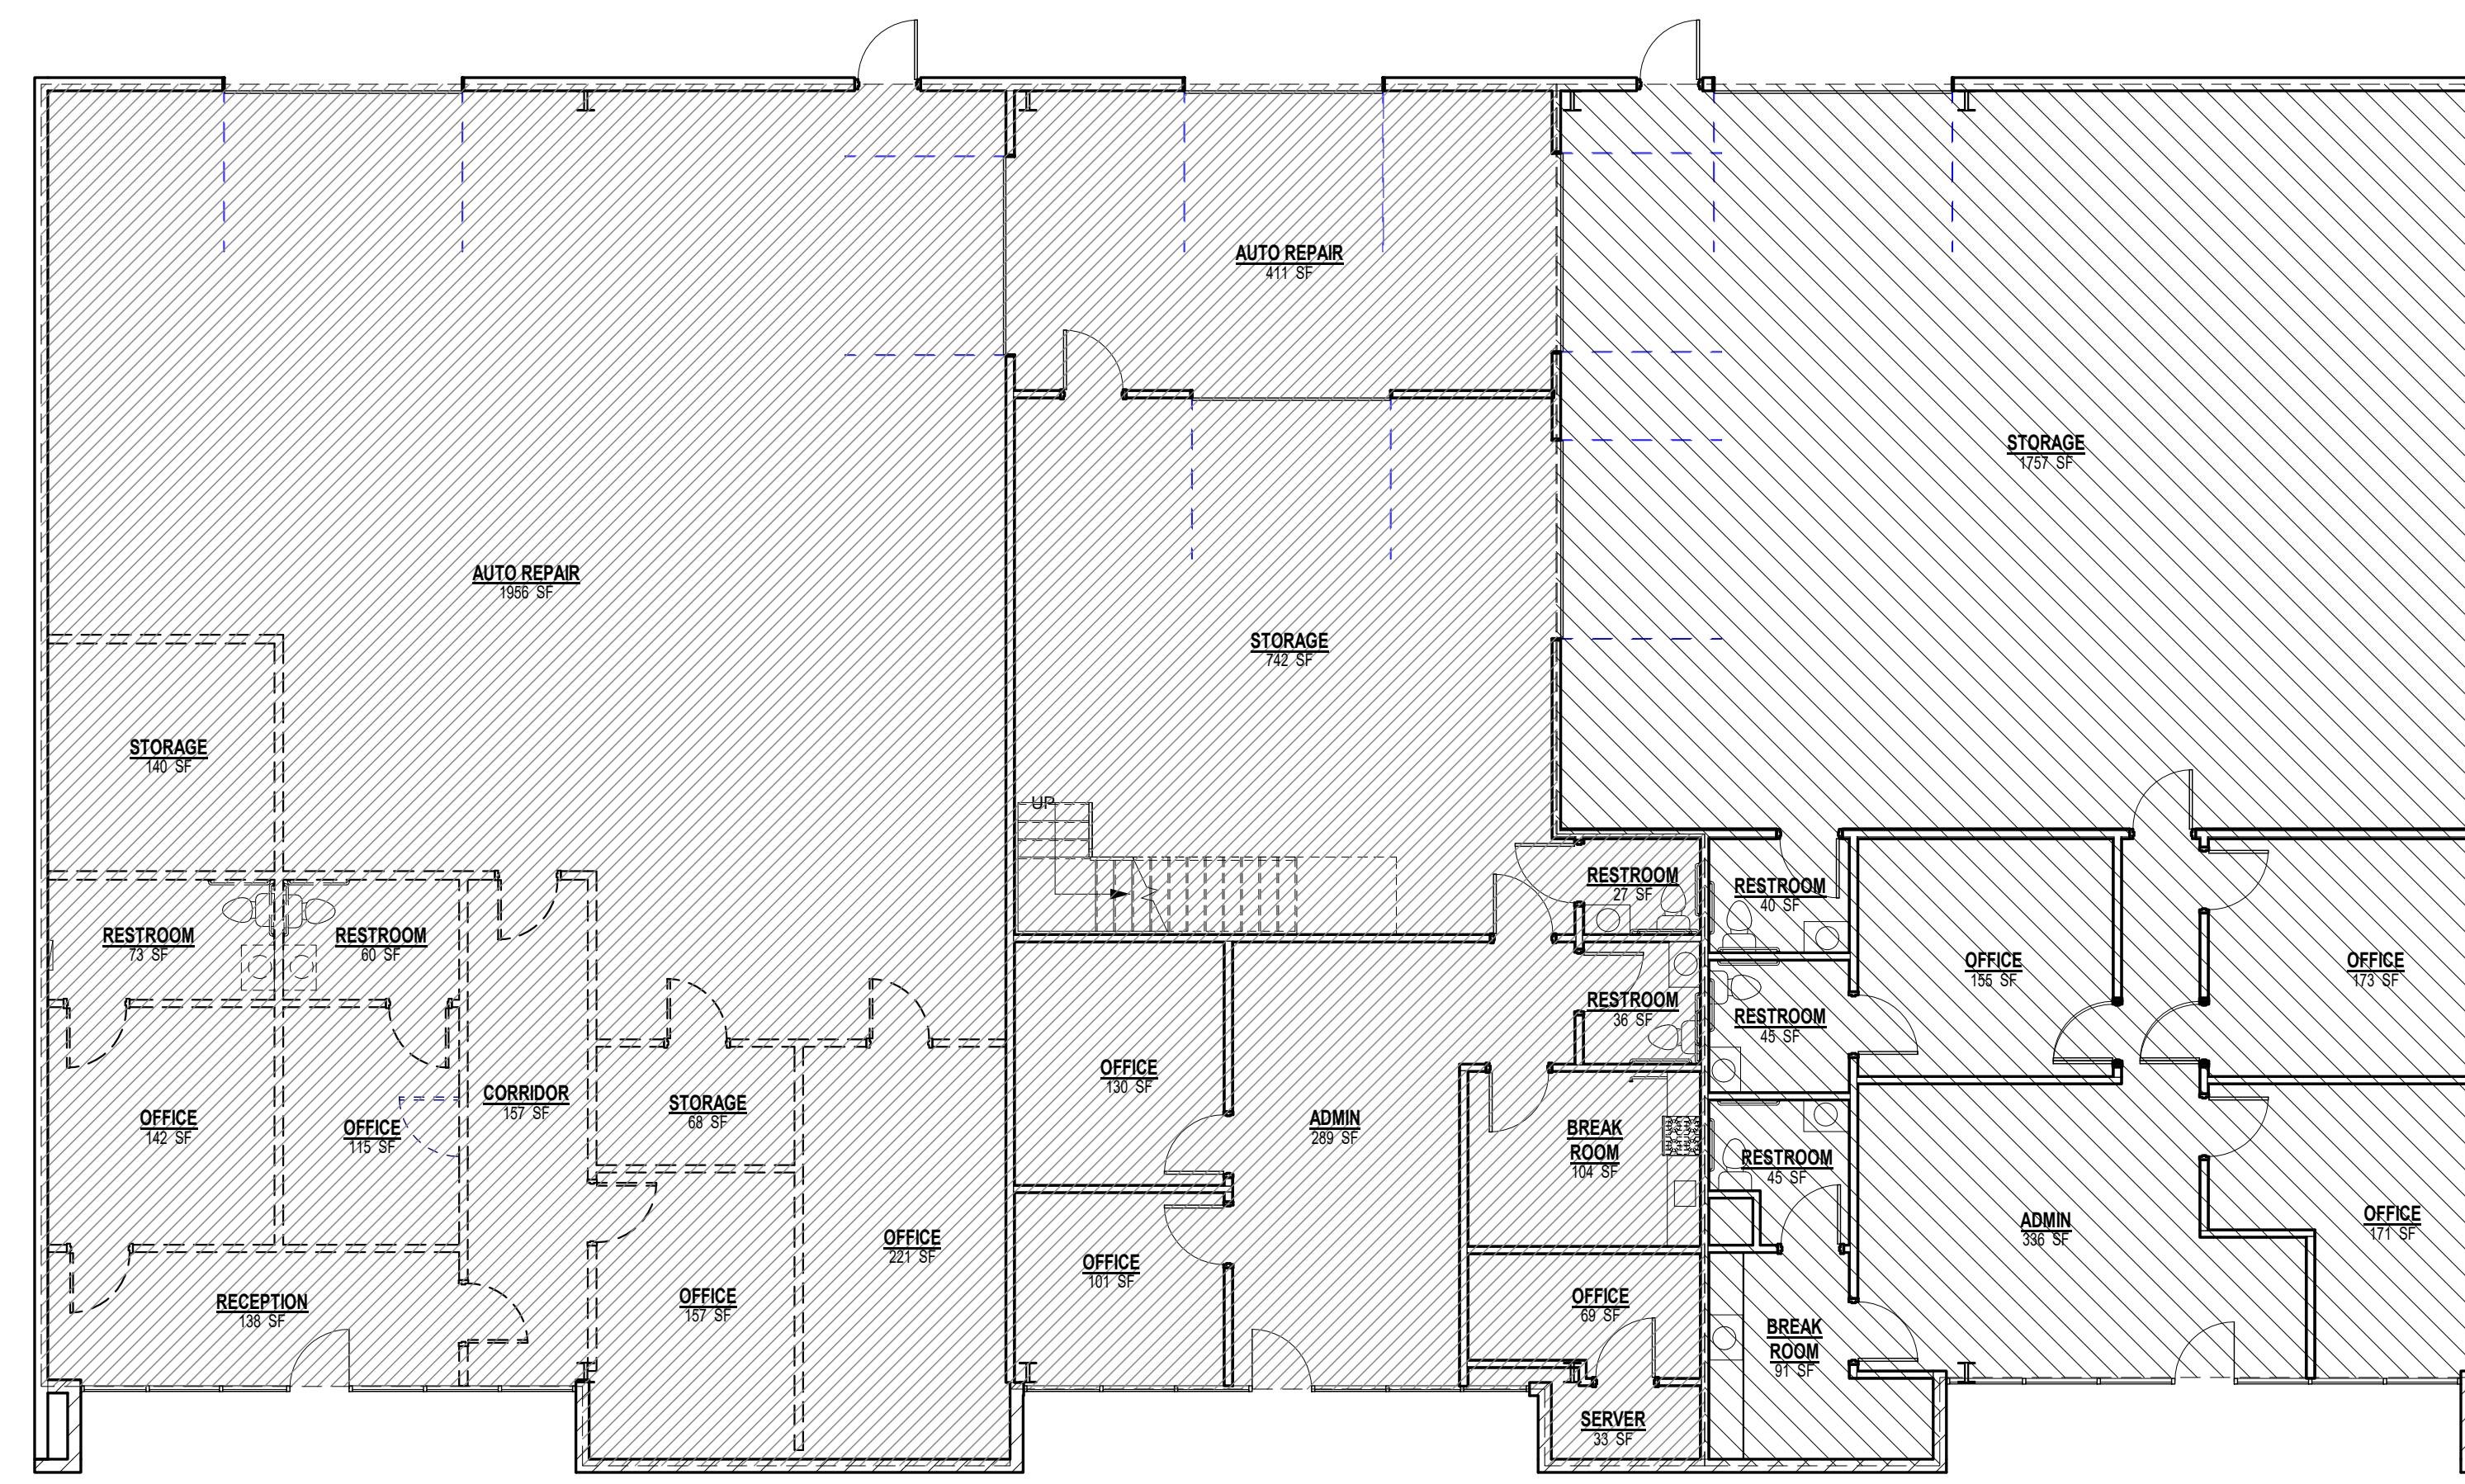 AUTO REPAIR
411 SF
STORAGE
1757 SF
AUTO REPAIR
1956 SF
STORAGE
742 SF
STORAGE
140 SF
UP
RESTROOM
27 SF
RESTROOM
40 SF
RESTROOM
73 SF
RESTROOM
60 SF
OFFICE
155 SF
OFFICE
173 SF
RESTROOM
36 SF
RESTROOM
45 SF
OFFICE
130 SF
CORRIDOR
157 SF
STORAGE
68 SF
OFFICE
142 SF
OFFICE
115 SF
ADMIN
289 SF
BREAK
ROOM
104 SF
RESTROOM
45 SF
ADMIN
336 SF
OFFICE
171 SF
OFFICE
221 SF
OFFICE
101 SF
RECEPTION
138 SF
OFFICE
157 SF
OFFICE
69 SF
BREAK
ROOM
91 SF
SERVER
33 SF